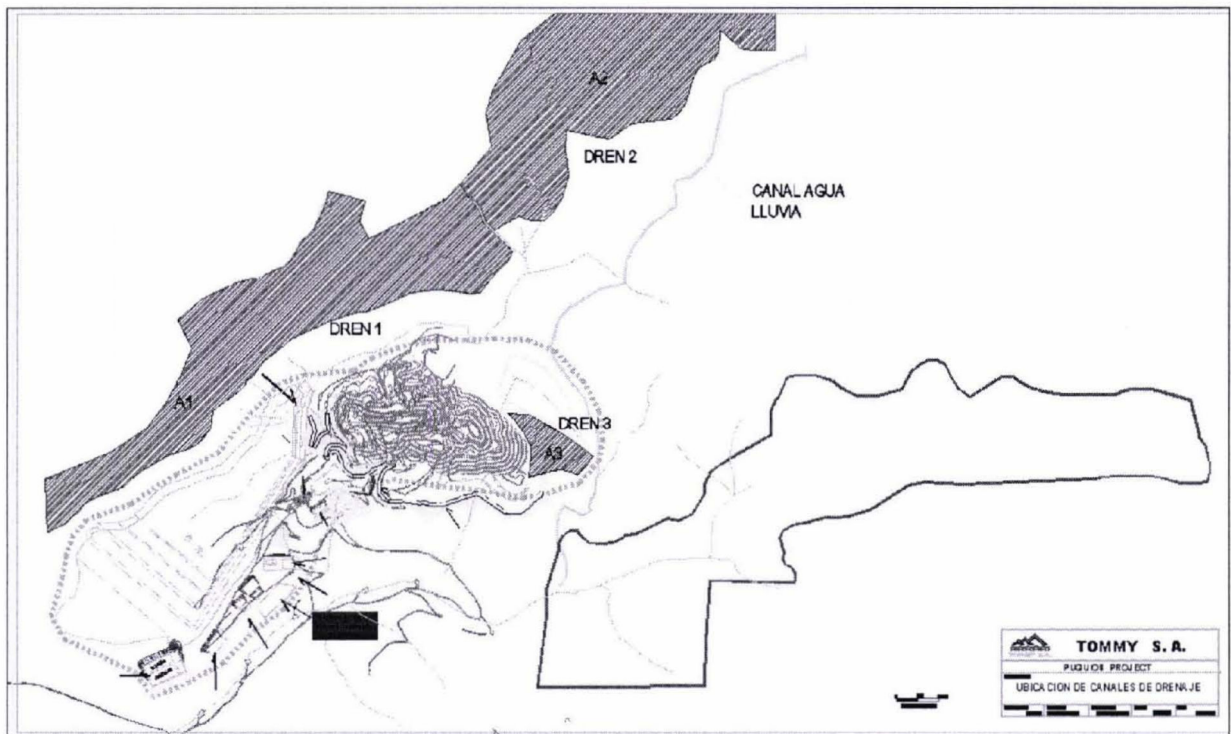 A2
DREN 2
CANAL AGUA
LLUVIA
DREN 1
A1
DREN 3
A3
TOMMY S. A.
PROJECT
UBICACION DE CANALES DE DRENAJE